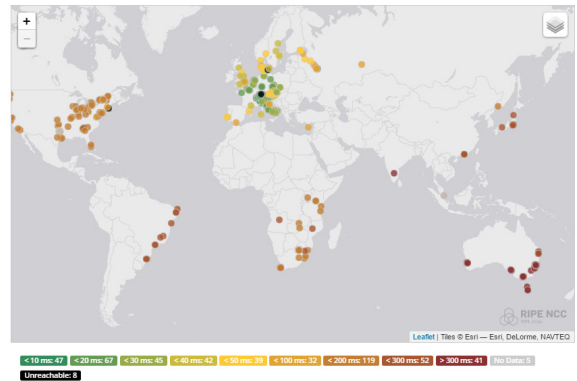 +
−
RIPE NCC
Leaflet | Tiles © Esri — Esri, DeLorme, NAVTEQ
< 10 ms: 47 < 20 ms: 67 < 30 ms: 45 < 40 ms: 42 < 50 ms: 39 < 100 ms: 32 < 200 ms: 119 < 300 ms: 52 > 300 ms: 41 No Data: 5
Unreachable: 8